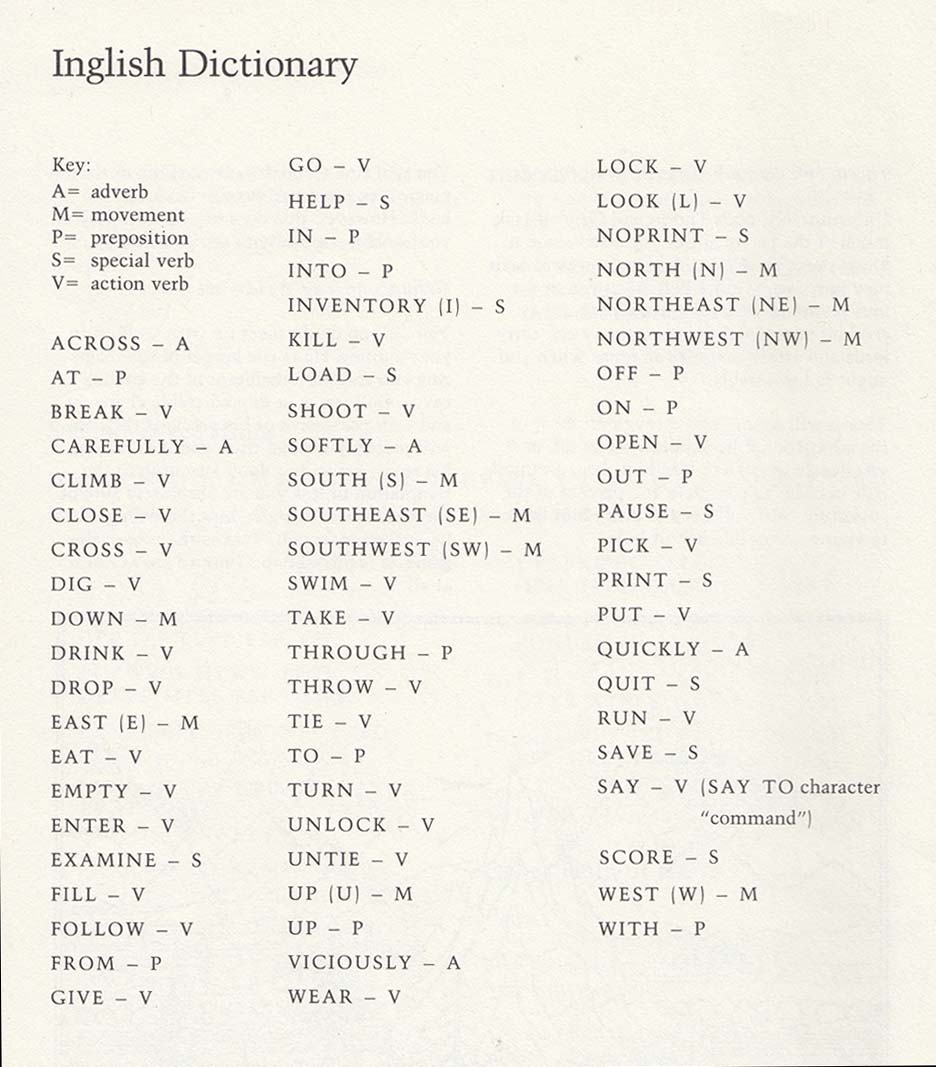 Inglish Dictionary
Key:
A= adverb
M= movement
P= preposition
S= special verb
V= action verb
ACROSS – A
AT – P
BREAK – V
CAREFULLY – A
CLIMB – V
CLOSE – V
CROSS – V
DIG – V
DOWN – M
DRINK – V
DROP – V
EAST (E) – M
EAT – V
EMPTY – V
ENTER – V
EXAMINE – S
FILL – V
FOLLOW – V
FROM – P
GIVE – V
GO – V
HELP – S
IN – P
INTO – P
INVENTORY (I) – S
KILL – V
LOAD – S
SHOOT – V
SOFTLY – A
SOUTH (S) – M
SOUTHEAST (SE) – M
SOUTHWEST (SW) – M
SWIM – V
TAKE – V
THROUGH – P
THROW – V
TIE – V
TO – P
TURN – V
UNLOCK – V
UNTIE – V
UP (U) – M
UP – P
VICIOUSLY – A
WEAR – V
LOCK – V
LOOK (L) – V
NOPRINT – S
NORTH (N) – M
NORTHEAST (NE) – M
NORTHWEST (NW) – M
OFF – P
ON – P
OPEN – V
OUT – P
PAUSE – S
PICK – V
PRINT – S
PUT – V
QUICKLY – A
QUIT – S
RUN – V
SAVE – S
SAY – V (SAY TO character
“command”)
SCORE – S
WEST (W) – M
WITH – P